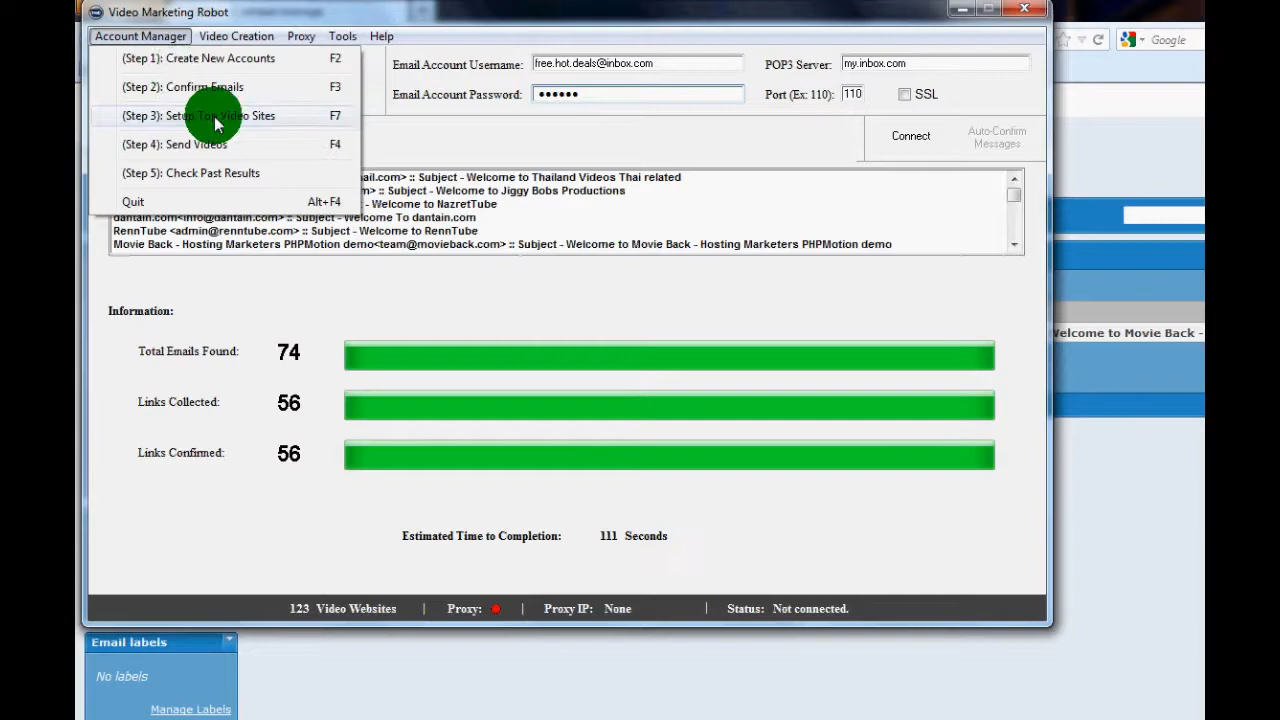 Video Marketing Robot
Account Manager Video Creation Proxy Tools Help
Google
(Step 1): Create New Accounts F2
(Step 2): Confirm Emails F3
(Step 3): Setup Top Video Sites F7
(Step 4): Send Videos F4
(Step 5): Check Past Results
Quit Alt+F4
Email Account Username: free.hot.deals@inbox.com POP3 Server: my.inbox.com
Email Account Password: •••••• Port (Ex: 110): 110 SSL
Connect Auto-Confirm
Messages
.com> :: Subject - Welcome to Thailand Videos Thai related
> :: Subject - Welcome to Jiggy Bobs Productions
:: Subject - Welcome to NazretTube
dantain.com<info@dantain.com> :: Subject - Welcome To dantain.com
RennTube <admin@renntube.com> :: Subject - Welcome to RennTube
Movie Back - Hosting Marketers PHPMotion demo<team@movieback.com> :: Subject - Welcome to Movie Back - Hosting Marketers PHPMotion demo
Information:
Welcome to Movie Back -
Total Emails Found: 74
Links Collected: 56
Links Confirmed: 56
Estimated Time to Completion: 111 Seconds
123 Video Websites | Proxy: | Proxy IP: None | Status: Not connected.
Email labels
No labels
Manage Labels